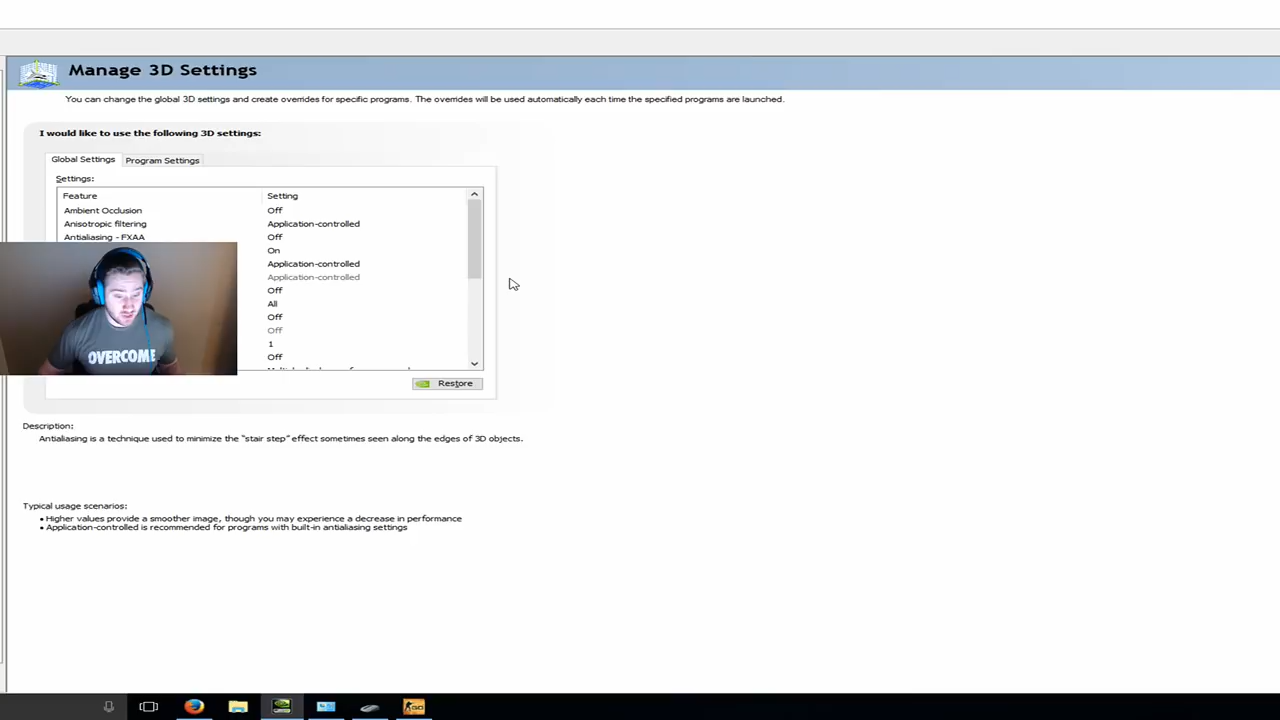 Manage 3D Settings
You can change the global 3D settings and create overrides for specific programs. The overrides will be used automatically each time the specified programs are launched.
I would like to use the following 3D settings:
Global Settings Program Settings
Settings:
Feature Setting
Ambient Occlusion Off
Anisotropic filtering Application-controlled
Antialiasing - FXAA Off
On
Application-controlled
Application-controlled
Off
All
Off
Off
1
Off
OVERCOME
Restore
Description:
Antialiasing is a technique used to minimize the "stair step" effect sometimes seen along the edges of 3D objects.
Typical usage scenarios:
• Higher values provide a smoother image, though you may experience a decrease in performance
• Application-controlled is recommended for programs with built-in antialiasing settings